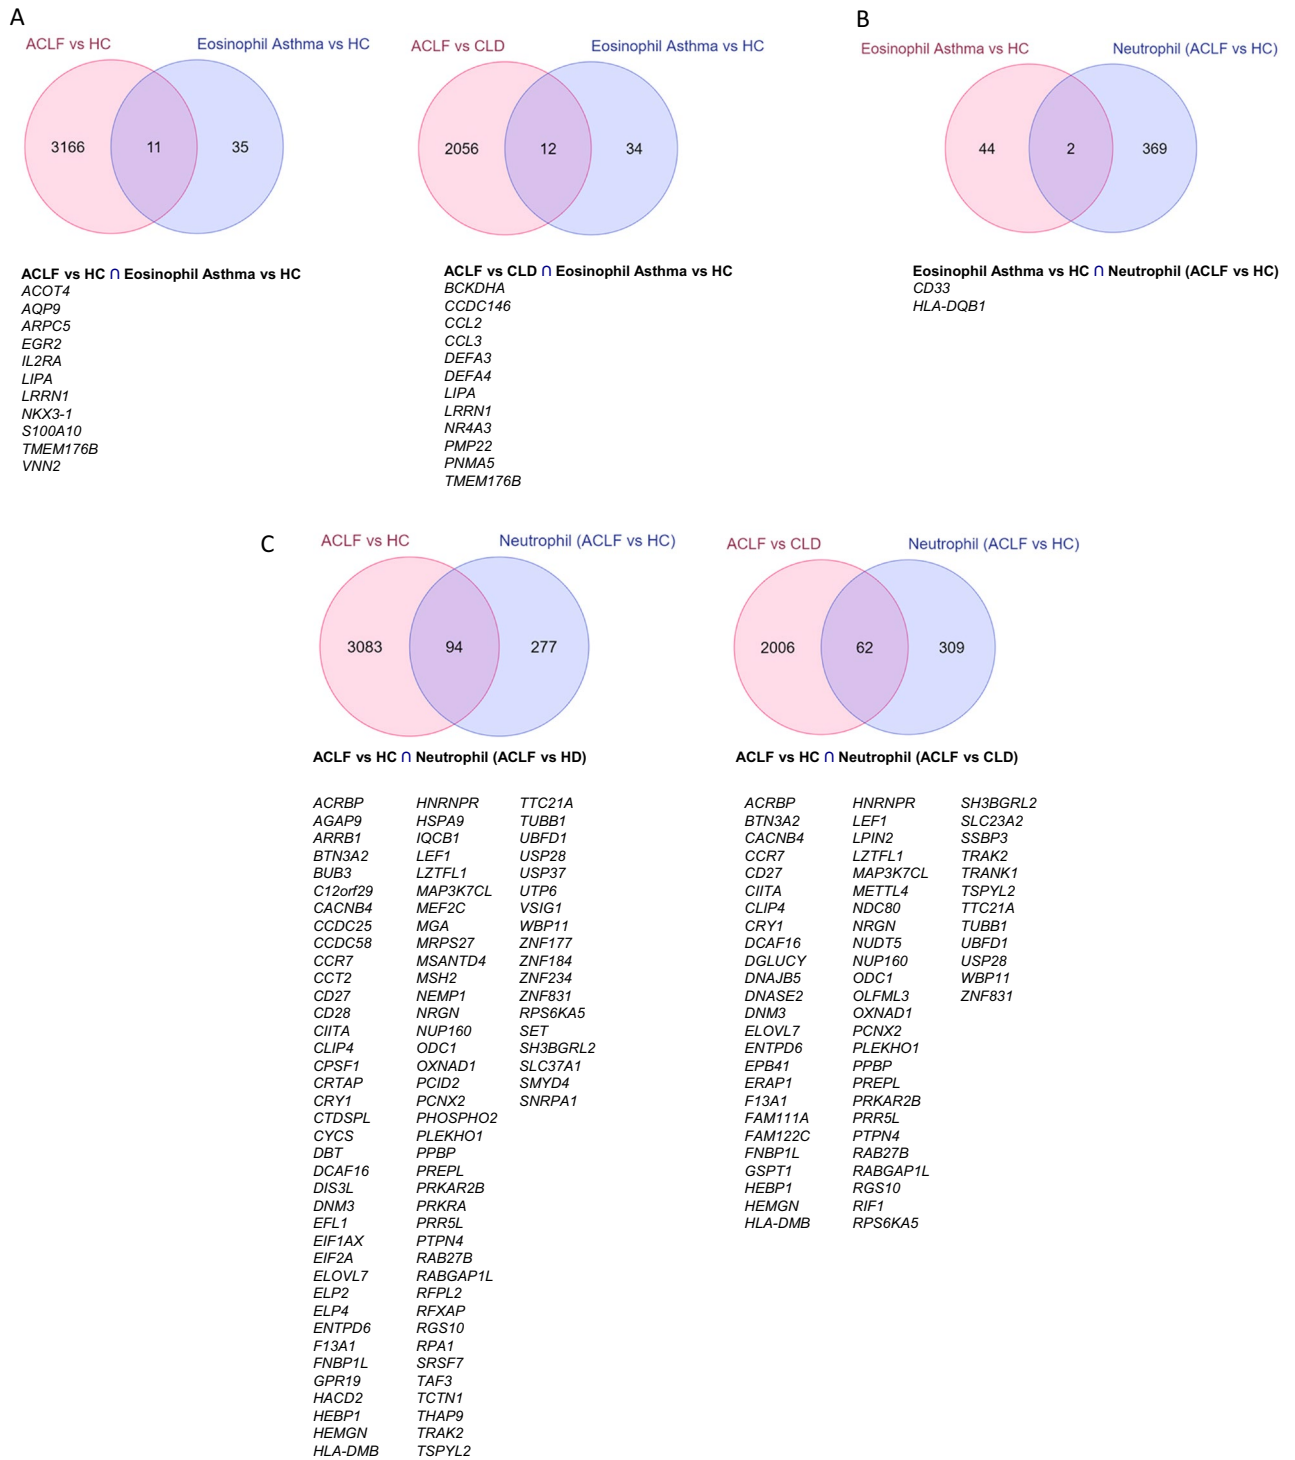 A
ACLF vs HC
Eosinophil Asthma vs HC
3166
11
35
ACLF vs CLD
Eosinophil Asthma vs HC
2056
12
34
ACLF vs HC ∩ Eosinophil Asthma vs HC
ACOT4
AQP9
ARPC5
EGR2
IL2RA
LIPA
LRRN1
NKX3-1
S100A10
TMEM176B
VNN2
ACLF vs CLD ∩ Eosinophil Asthma vs HC
BCKDHA
CCDC146
CCL2
CCL3
DEFA3
DEFA4
LIPA
LRRN1
NR4A3
PMP22
PNMA5
TMEM176B
B
Eosinophil Asthma vs HC
Neutrophil (ACLF vs HC)
44
2
369
Eosinophil Asthma vs HC ∩ Neutrophil (ACLF vs HC)
CD33
HLA-DQB1
C
ACLF vs HC
Neutrophil (ACLF vs HC)
3083
94
277
ACLF vs HC ∩ Neutrophil (ACLF vs HD)
ACRBP
AGAP9
ARRB1
BTN3A2
BUB3
C12orf29
CACNB4
CCDC25
CCDC58
CCR7
CCT2
CD27
CD28
CIITA
CLIP4
CPSF1
CRTAP
CRY1
CTDSPL
CYCS
DBT
DCAF16
DIS3L
DNM3
EFL1
EIF1AX
EIF2A
ELOVL7
ELP2
ELP4
ENTPD6
F13A1
FNBP1L
GPR19
HACD2
HEBP1
HEMGN
HLA-DMB
HNRNPR
HSPA9
IQCB1
LEF1
LZTFL1
MAP3K7CL
MEF2C
MGA
MRPS27
MSANTD4
MSH2
NEMP1
NRGN
NUP160
ODC1
OXNAD1
PCID2
PCNX2
PHOSPHO2
PLEKHO1
PPBP
PREPL
PRKAR2B
PRKRA
PRR5L
PTPN4
RAB27B
RABGAP1L
RFPL2
RFXAP
RGS10
RPA1
SRSF7
TAF3
TCTN1
THAP9
TRAK2
TSPYL2
TTC21A
TUBB1
UBFD1
USP28
USP37
UTP6
VSIG1
WBP11
ZNF177
ZNF184
ZNF234
ZNF831
RPS6KA5
SET
SH3BGRL2
SLC37A1
SMYD4
SNRPA1
ACLF vs CLD
Neutrophil (ACLF vs HC)
2006
62
309
ACLF vs HC ∩ Neutrophil (ACLF vs CLD)
ACRBP
BTN3A2
CACNB4
CCR7
CD27
CIITA
CLIP4
CRY1
DCAF16
DGLUCY
DNAJB5
DNASE2
DNM3
ELOVL7
ENTPD6
EPB41
ERAP1
F13A1
FAM111A
FAM122C
FNBP1L
GSPT1
HEBP1
HEMGN
HLA-DMB
HNRNPR
LEF1
LPIN2
LZTFL1
MAP3K7CL
METTL4
NDC80
NRGN
NUDT5
NUP160
ODC1
OLFML3
OXNAD1
PCNX2
PLEKHO1
PPBP
PREPL
PRKAR2B
PRR5L
PTPN4
RAB27B
RABGAP1L
RGS10
RIF1
RPS6KA5
SH3BGRL2
SLC23A2
SSBP3
TRAK2
TRANK1
TSPYL2
TTC21A
TUBB1
UBFD1
USP28
WBP11
ZNF831